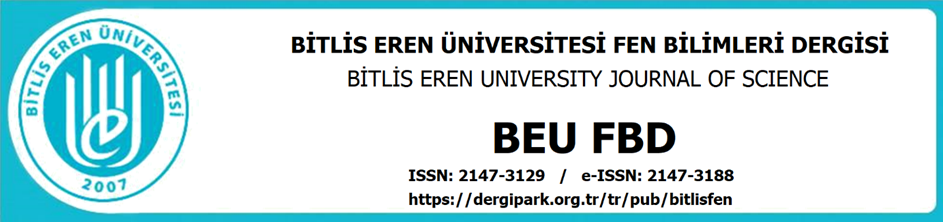 BİTLİS EREN ÜNİVERSİTESİ
2007
BİTLİS EREN ÜNİVERSİTESİ FEN BİLİMLERİ DERGİSİ
BİTLİS EREN UNIVERSITY JOURNAL OF SCIENCE
BEU FBD
ISSN: 2147-3129 / e-ISSN: 2147-3188
https://dergipark.org.tr/tr/pub/bitlisfen